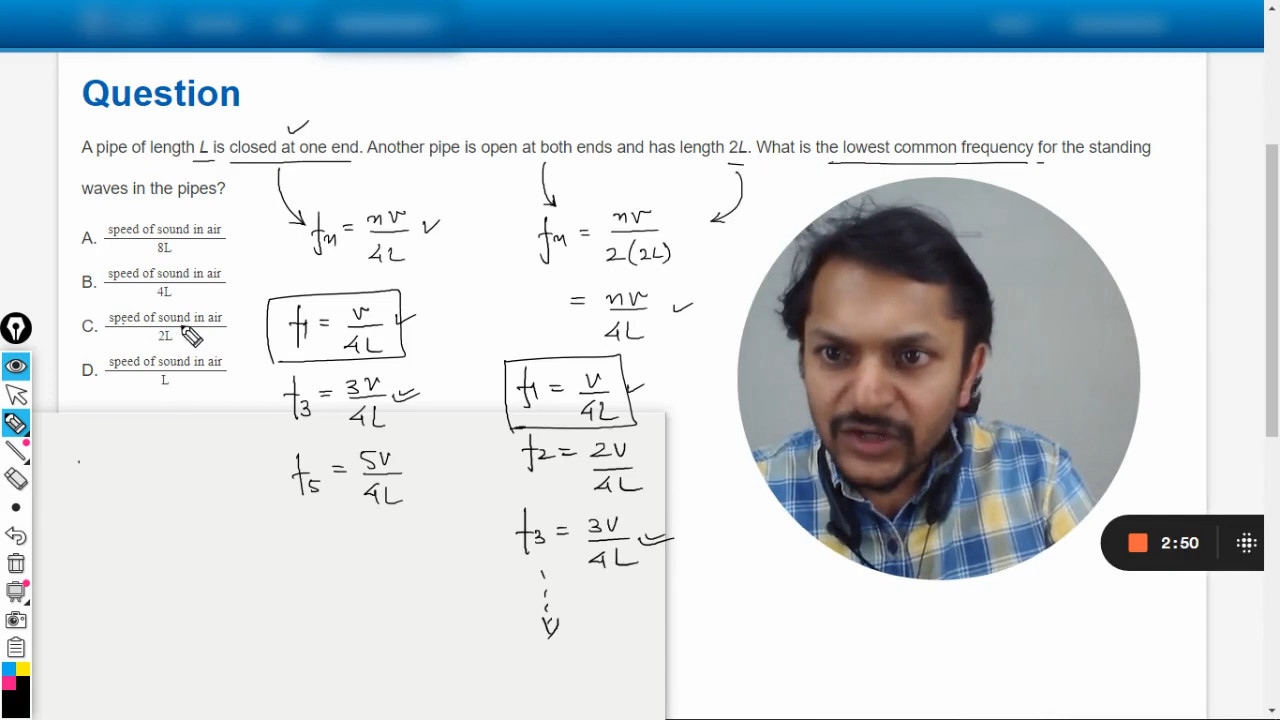 Question
A pipe of length L is closed at one end. Another pipe is open at both ends and has length 2L. What is the lowest common frequency for the standing
waves in the pipes?
A. speed of sound in air / 8L
B. speed of sound in air / 4L
C. speed of sound in air / 2L
D. speed of sound in air / L
fn = nv / 4L
f1 = v / 4L
f3 = 3v / 4L
f5 = 5v / 4L
fn = nv / 2(2L)
= nv / 4L
f1 = v / 4L
f2 = 2v / 4L
f3 = 3v / 4L
2:50